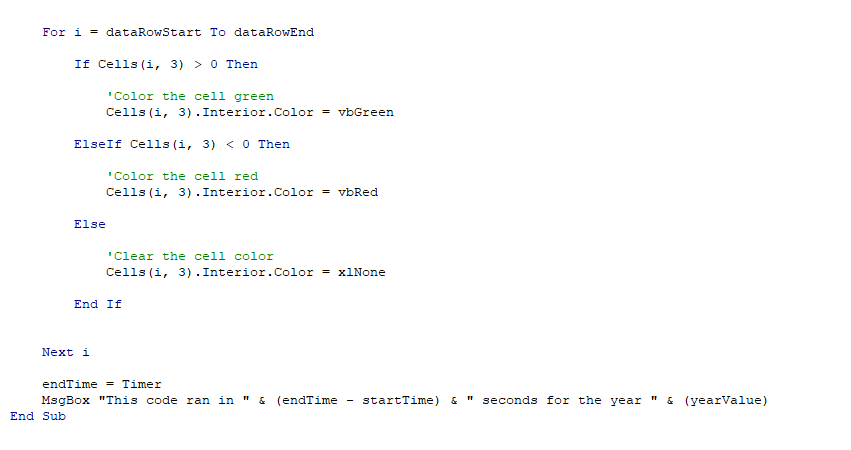 For i = dataRowStart To dataRowEnd
If Cells(i, 3) > 0 Then
'Color the cell green
Cells(i, 3).Interior.Color = vbGreen
ElseIf Cells(i, 3) < 0 Then
'Color the cell red
Cells(i, 3).Interior.Color = vbRed
Else
'Clear the cell color
Cells(i, 3).Interior.Color = xlNone
End If
Next i
endTime = Timer
MsgBox "This code ran in " & (endTime - startTime) & " seconds for the year " & (yearValue)
End Sub